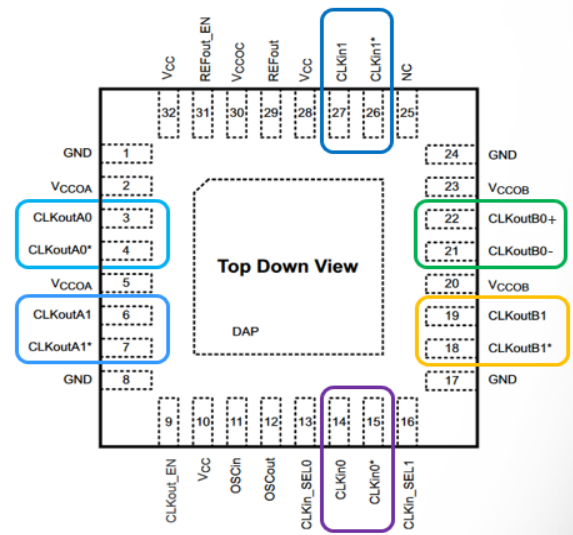 Vcc
REFout_EN
Vccoc
REFout
Vcc
CLKin1
CLKin1*
NC
32 31 30 29 28 27 26 25
GND 1
VCCOA 2
CLKoutA0 3
CLKoutA0* 4
VCCOA 5
CLKoutA1 6
CLKoutA1* 7
GND 8
Top Down View
DAP
24 GND
23 VCCOB
22 CLKoutB0+
21 CLKoutB0-
20 VCCOB
19 CLKoutB1
18 CLKoutB1*
17 GND
9 10 11 12 13 14 15 16
CLKout_EN
Vcc
OSCin
OSCout
CLKin_SEL0
CLKin0
CLKin0*
CLKin_SEL1